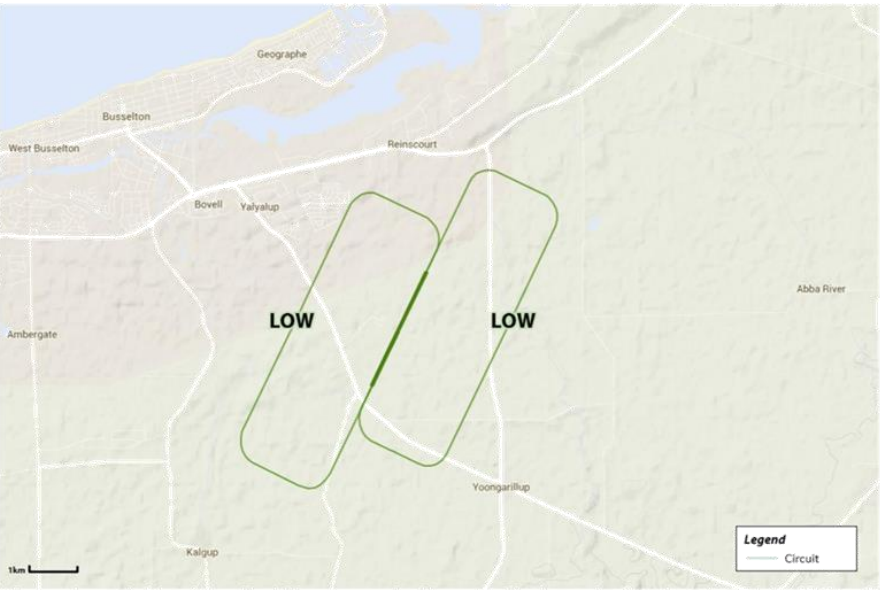 Geographe
Busselton
Reinscourt
West Busselton
Bovell
Yalyalup
Abba River
LOW
LOW
Ambergate
Yoongarillup
Legend
Circuit
Kalgup
1km